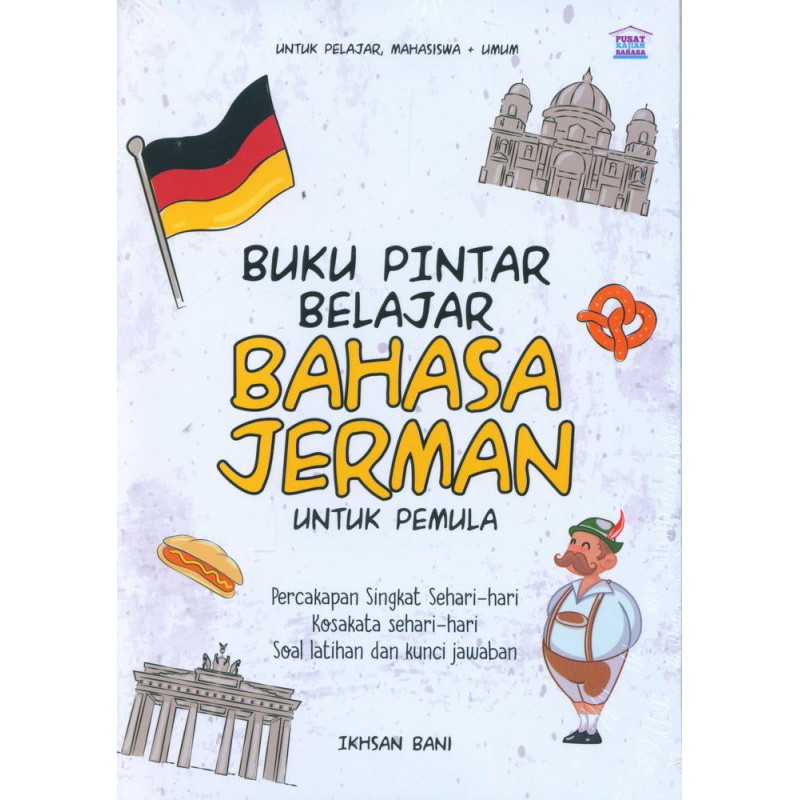 UNTUK PELAJAR, MAHASISWA + UMUM
PUSAT
KAJIAN
BAHASA
BUKU PINTAR
BELAJAR
BAHASA
JERMAN
UNTUK PEMULA
Percakapan Singkat Sehari-hari
Kosakata sehari-hari
Soal latihan dan kunci jawaban
IKHSAN BANI